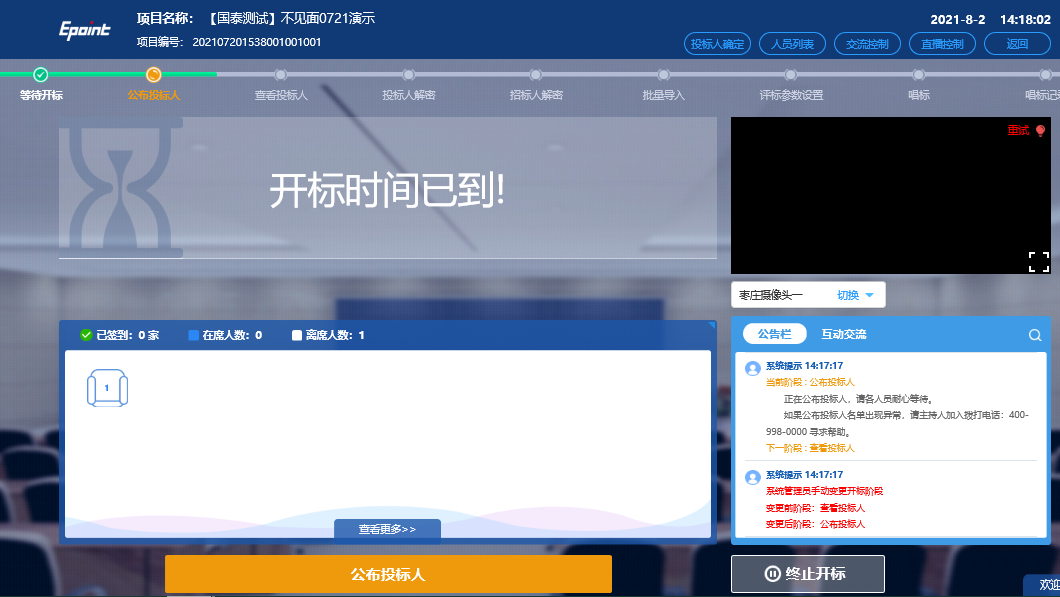 Epoint
项目名称: 【国泰测试】不见面0721演示
项目编号: 202107201538001001001
2021-8-2 14:18:02
投标人确定 人员列表 交流控制 直播控制 返回
等待开标 公布投标人 查看投标人 投标人解密 招标人解密 批量导入 评标参数设置 唱标 唱标记
开标时间已到!
重试
枣庄摄像头一 切换
已签到: 0 家 在席人数: 0 离席人数: 1
1
查看更多>>
公告栏 互动交流
系统提示 14:17:17
当前阶段 : 公布投标人
正在公布投标人，请各人员耐心等待。
如果公布投标人名单出现异常，请主持人加入拨打电话：400-
998-0000 寻求帮助。
下一阶段 : 查看投标人
系统提示 14:17:17
系统管理员手动变更开标阶段
变更前阶段：查看投标人
变更后阶段：公布投标人
公布投标人
终止开标
欢迎